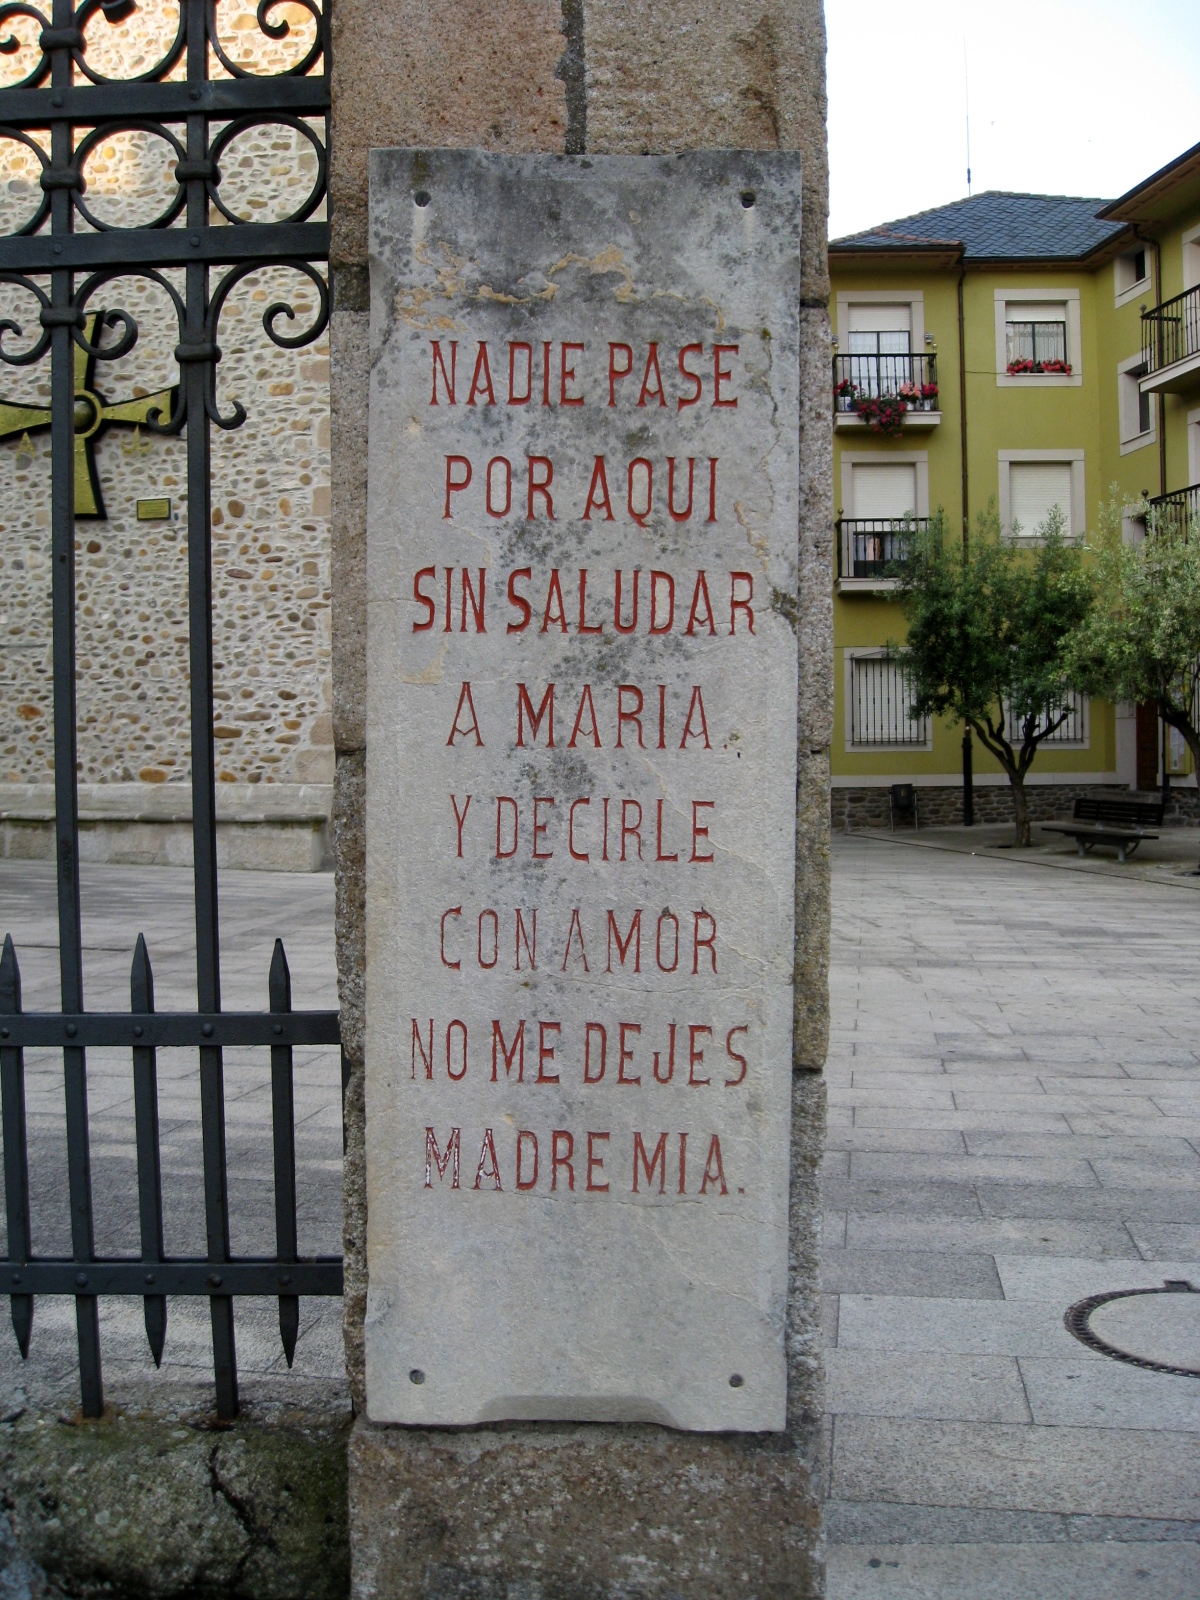 NADIE PASE
POR AQUI
SIN SALUDAR
A MARIA
Y DECIRLE
CON AMOR
NO ME DEJES
MADRE MIA.